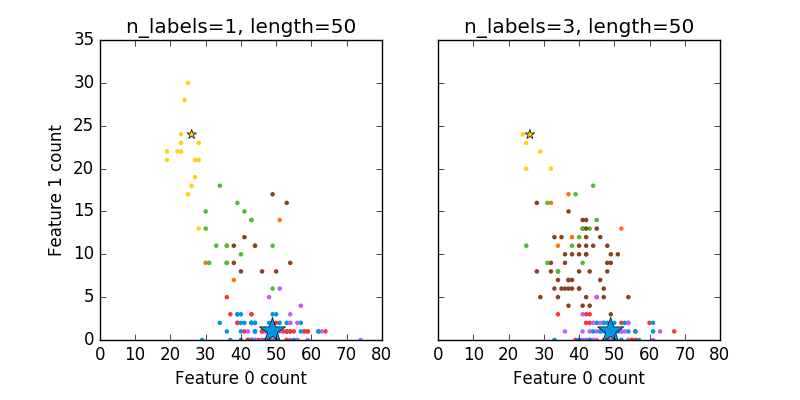 n_labels=1, length=50
n_labels=3, length=50
35
30
25
20
15
10
5
0
Feature 1 count
0 10 20 30 40 50 60 70 80
0 10 20 30 40 50 60 70 80
Feature 0 count
Feature 0 count